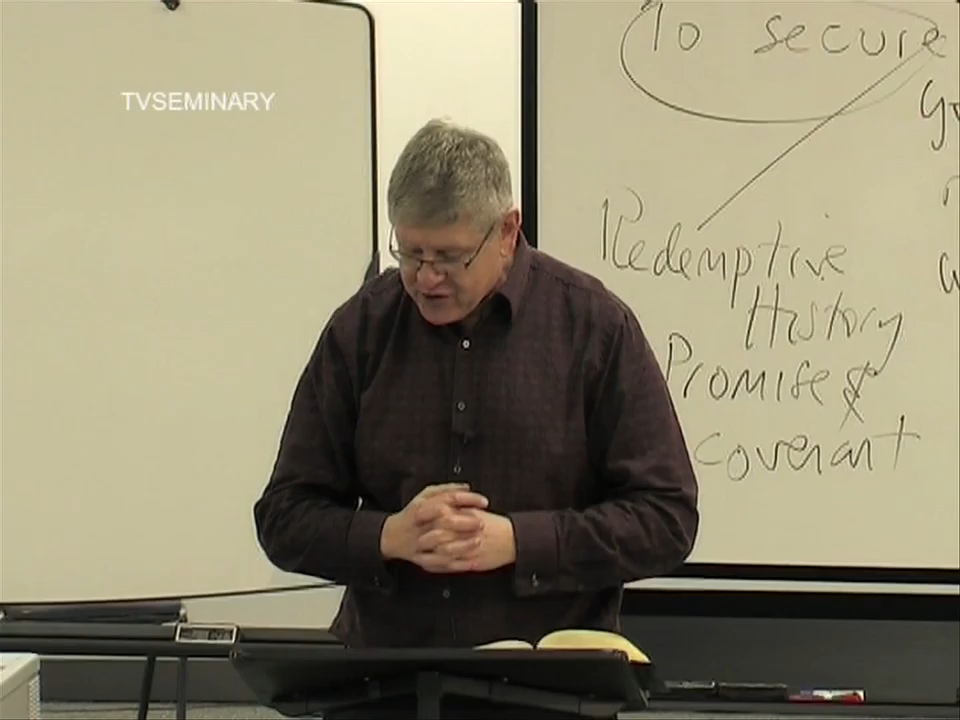 TVSEMINARY
To secure
Redemptive
History
Promise &
covenant